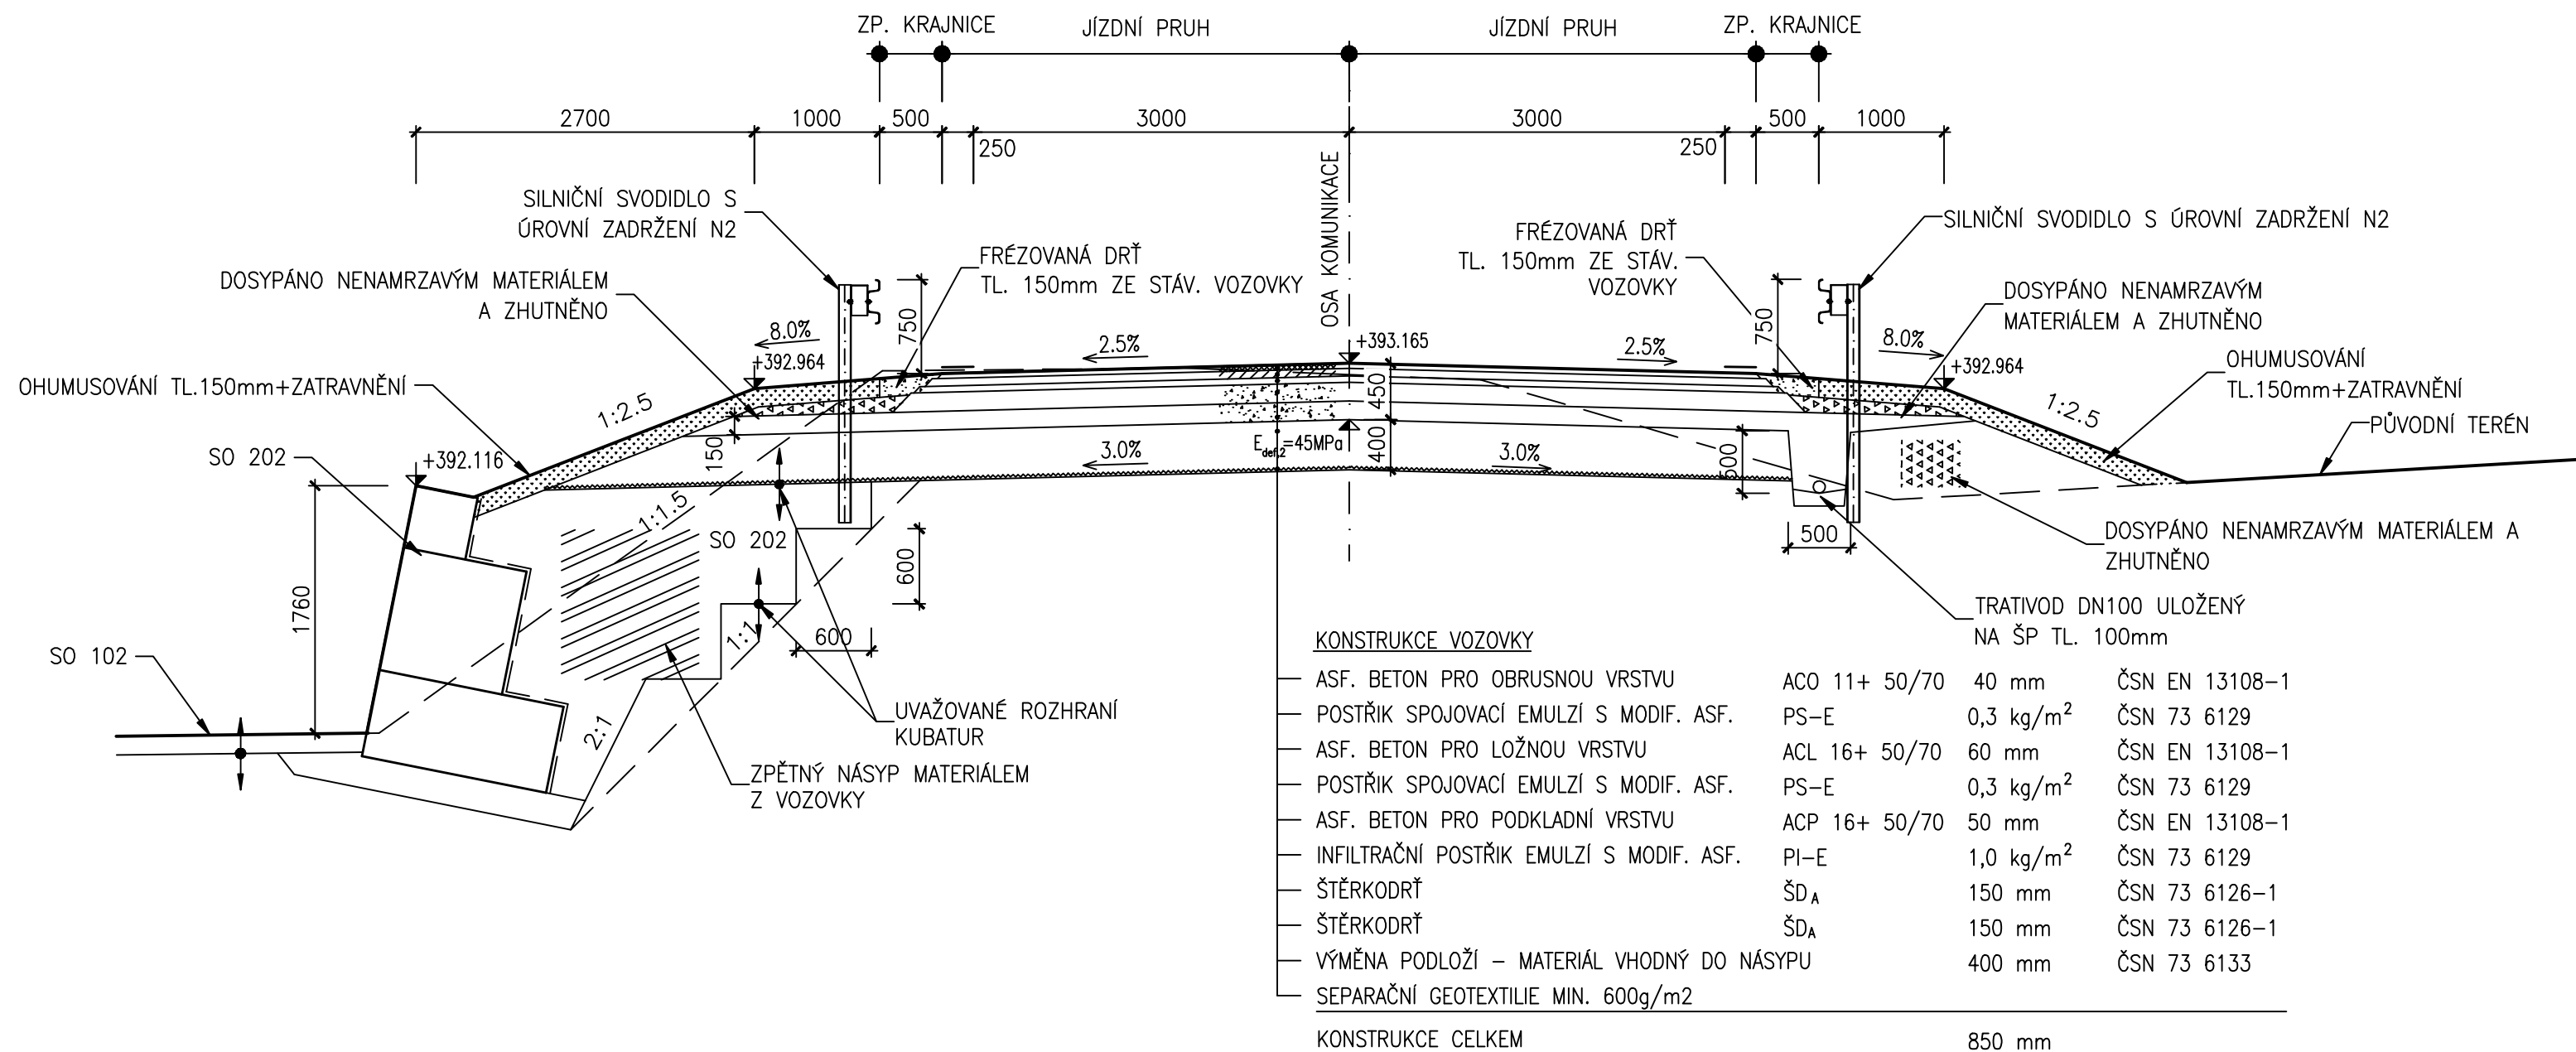 ZP. KRAJNICE
JÍZDNÍ PRUH
JÍZDNÍ PRUH
ZP. KRAJNICE
2700
1000
500
250
3000
3000
250
500
1000
OSA KOMUNIKACE
SILNIČNÍ SVODIDLO S
ÚROVNÍ ZADRŽENÍ N2
DOSYPÁNO NENAMRZAVÝM MATERIÁLEM
A ZHUTNĚNO
FRÉZOVANÁ DRŤ
TL. 150mm ZE STÁV. VOZOVKY
FRÉZOVANÁ DRŤ
TL. 150mm ZE STÁV.
VOZOVKY
SILNIČNÍ SVODIDLO S ÚROVNÍ ZADRŽENÍ N2
DOSYPÁNO NENAMRZAVÝM
MATERIÁLEM A ZHUTNĚNO
OHUMUSOVÁNÍ
TL.150mm+ZATRAVNĚNÍ
PŮVODNÍ TERÉN
750
750
8.0%
+392.964
2.5%
+393.165
2.5%
8.0%
+392.964
OHUMUSOVÁNÍ TL.150mm+ZATRAVNĚNÍ
1:2.5
1:2.5
450
400
150
Edef,2=45MPa
3.0%
3.0%
500
SO 202
+392.116
1:1.5
SO 202
600
600
1:1
2:1
1760
500
DOSYPÁNO NENAMRZAVÝM MATERIÁLEM A
ZHUTNĚNO
TRATIVOD DN100 ULOŽENÝ
NA ŠP TL. 100mm
SO 102
UVAŽOVANÉ ROZHRANÍ
KUBATUR
ZPĚTNÝ NÁSYP MATERIÁLEM
Z VOZOVKY
KONSTRUKCE VOZOVKY
ASF. BETON PRO OBRUSNOU VRSTVU ACO 11+ 50/70 40 mm ČSN EN 13108-1
POSTŘIK SPOJOVACÍ EMULZÍ S MODIF. ASF. PS-E 0,3 kg/m² ČSN 73 6129
ASF. BETON PRO LOŽNOU VRSTVU ACL 16+ 50/70 60 mm ČSN EN 13108-1
POSTŘIK SPOJOVACÍ EMULZÍ S MODIF. ASF. PS-E 0,3 kg/m² ČSN 73 6129
ASF. BETON PRO PODKLADNÍ VRSTVU ACP 16+ 50/70 50 mm ČSN EN 13108-1
INFILTRAČNÍ POSTŘIK EMULZÍ S MODIF. ASF. PI-E 1,0 kg/m² ČSN 73 6129
ŠTĚRKODRŤ ŠDA 150 mm ČSN 73 6126-1
ŠTĚRKODRŤ ŠDA 150 mm ČSN 73 6126-1
VÝMĚNA PODLOŽÍ - MATERIÁL VHODNÝ DO NÁSYPU 400 mm ČSN 73 6133
SEPARAČNÍ GEOTEXTILIE MIN. 600g/m2
KONSTRUKCE CELKEM 850 mm